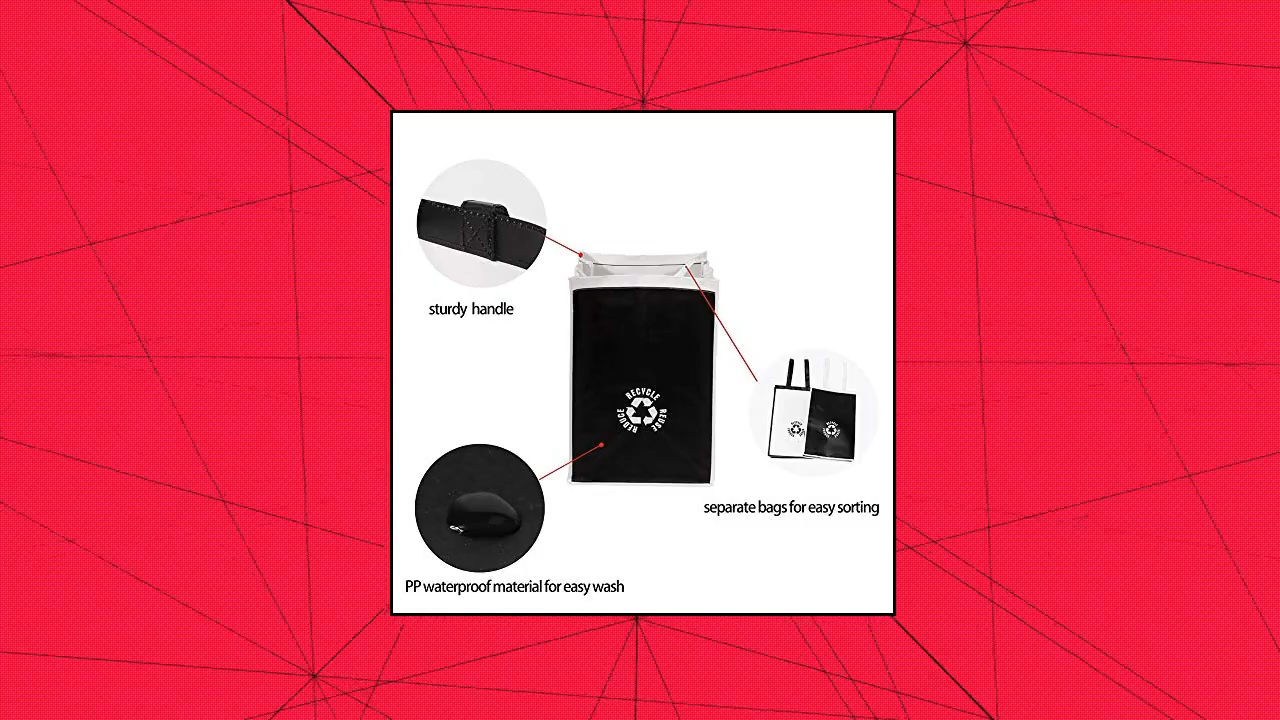 sturdy handle
RECYCLE
REUSE
REDUCE
separate bags for easy sorting
PP waterproof material for easy wash